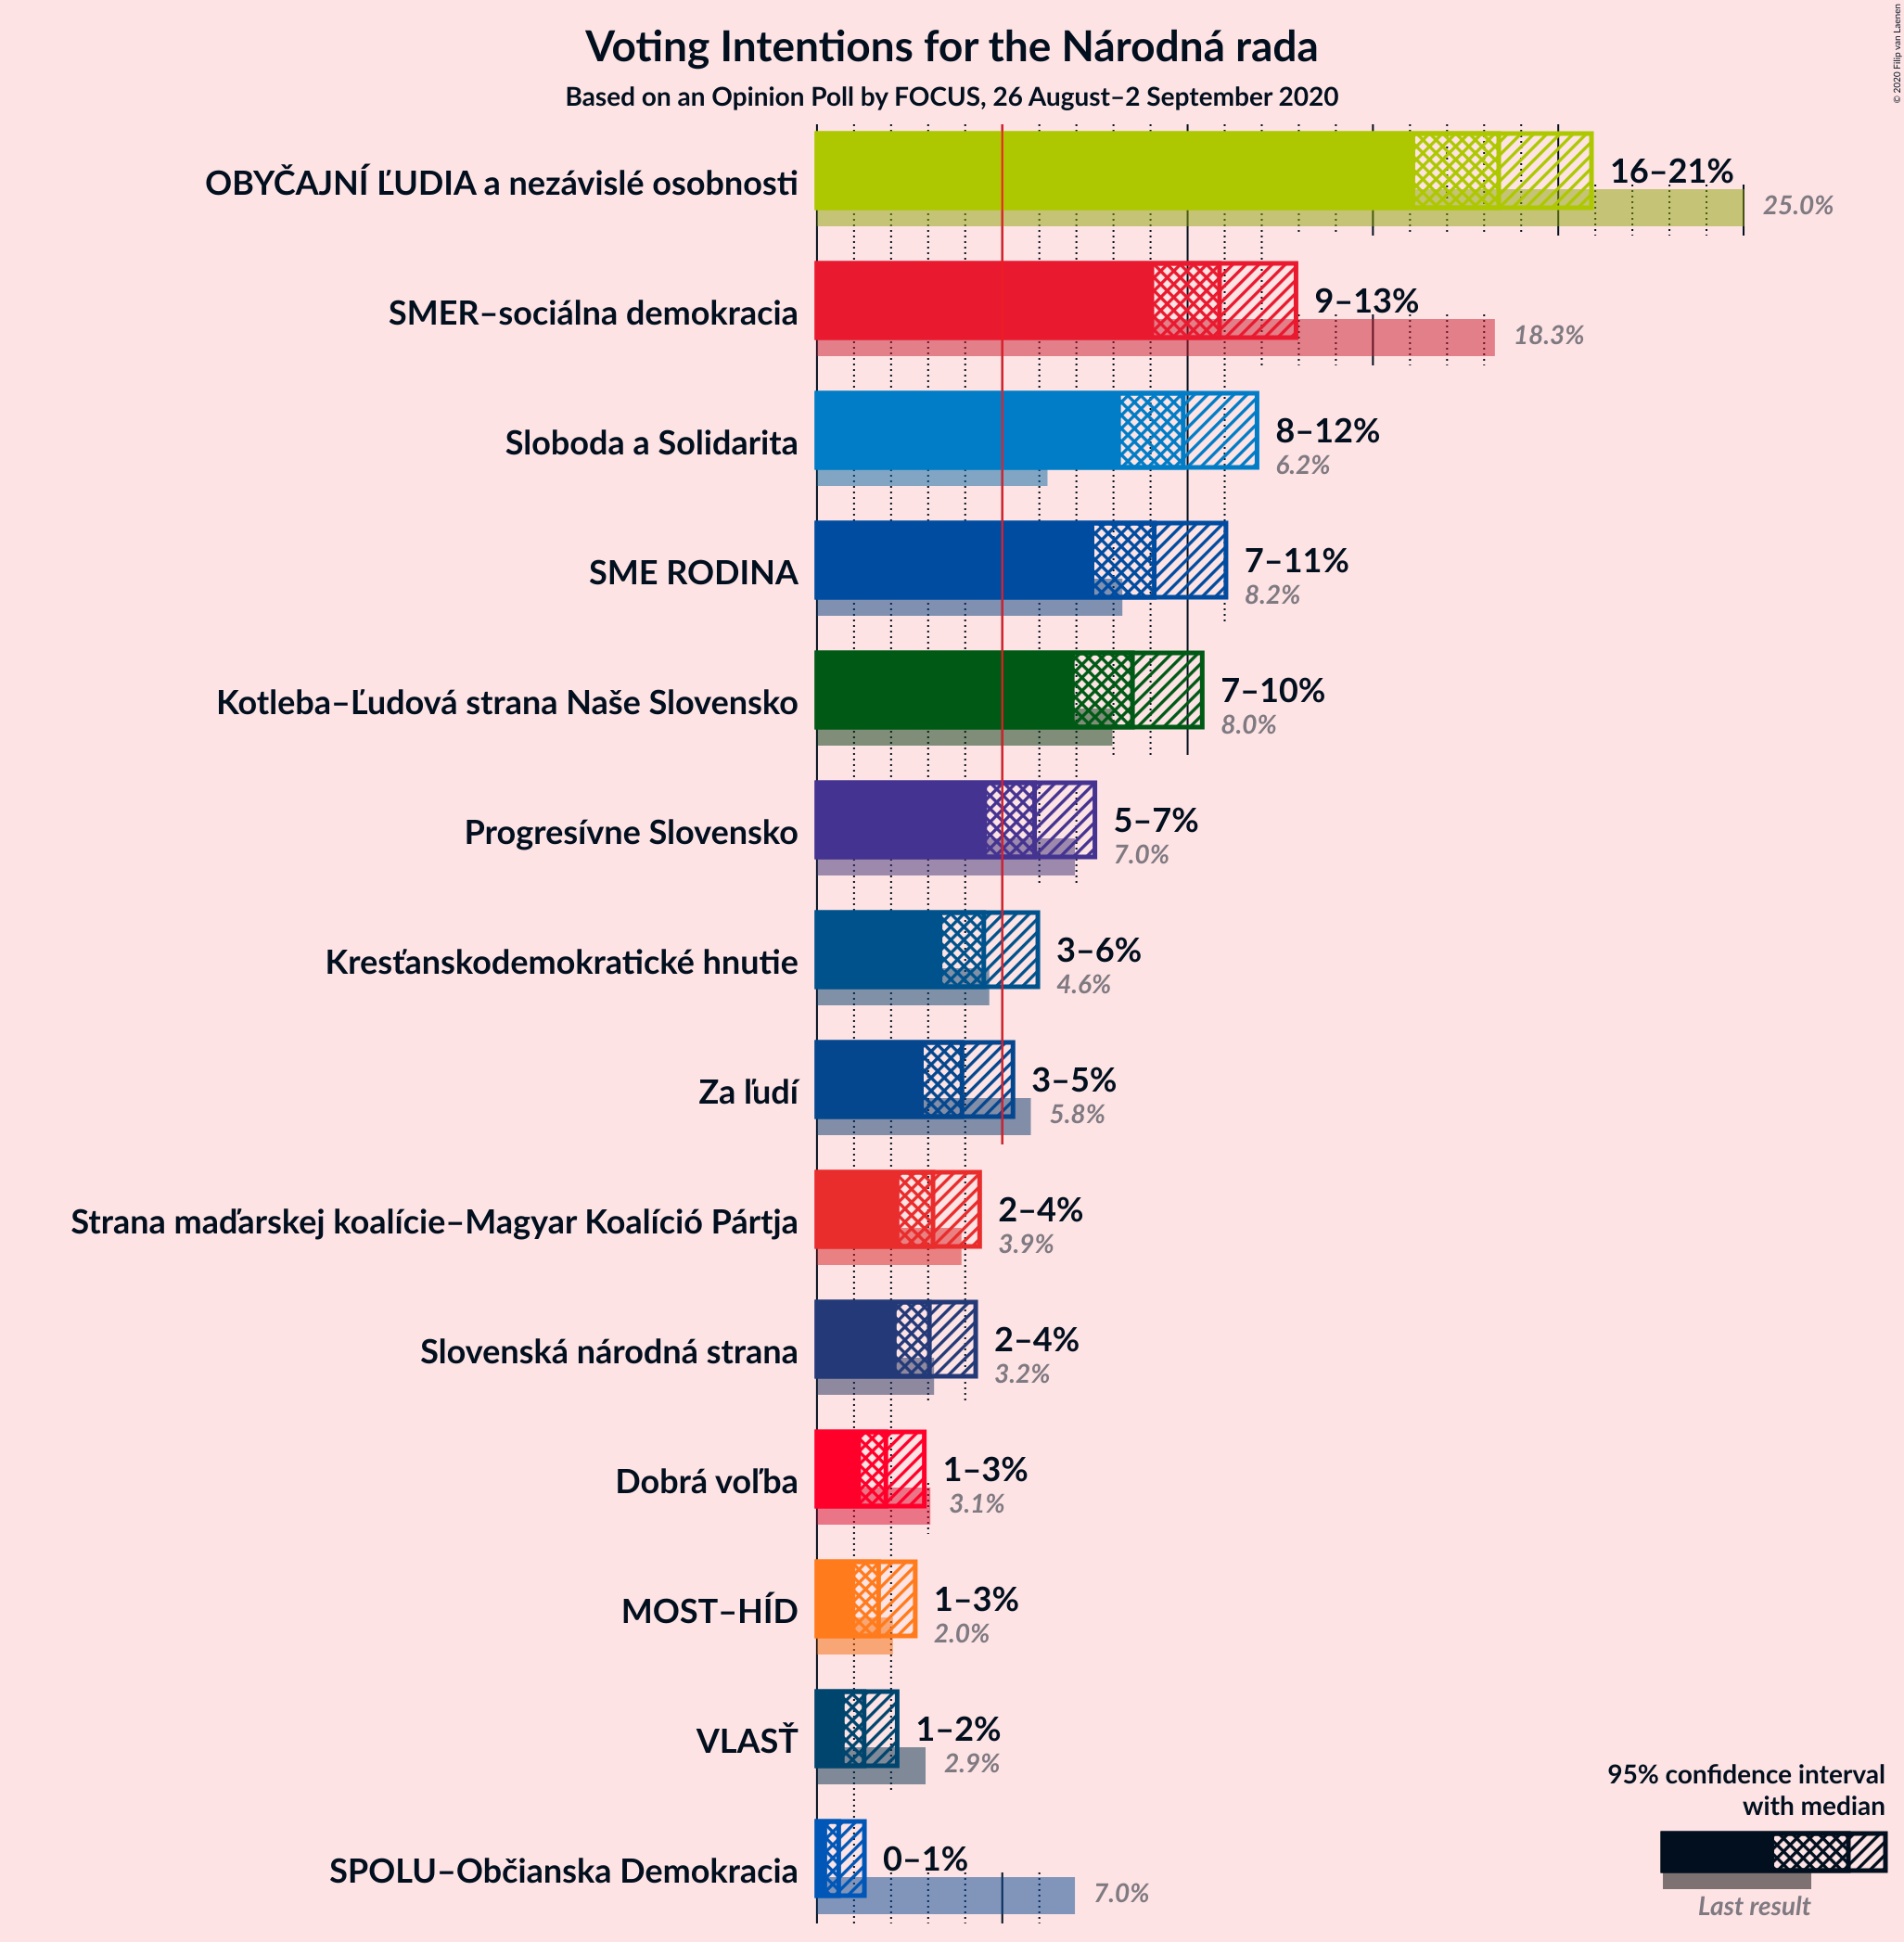 Voting Intentions for the Národná rada
Based on an Opinion Poll by FOCUS, 26 August–2 September 2020
© 2020 Filip van Laenen
OBYČAJNÍ ĽUDIA a nezávislé osobnosti
16–21%
25.0%
SMER–sociálna demokracia
9–13%
18.3%
Sloboda a Solidarita
8–12%
6.2%
SME RODINA
7–11%
8.2%
Kotleba–Ľudová strana Naše Slovensko
7–10%
8.0%
Progresívne Slovensko
5–7%
7.0%
Kresťanskodemokratické hnutie
3–6%
4.6%
Za ľudí
3–5%
5.8%
Strana maďarskej koalície–Magyar Koalíció Pártja
2–4%
3.9%
Slovenská národná strana
2–4%
3.2%
Dobrá voľba
1–3%
3.1%
MOST–HÍD
1–3%
2.0%
VLASŤ
1–2%
2.9%
SPOLU–Občianska Demokracia
0–1%
7.0%
95% confidence interval
with median
Last result